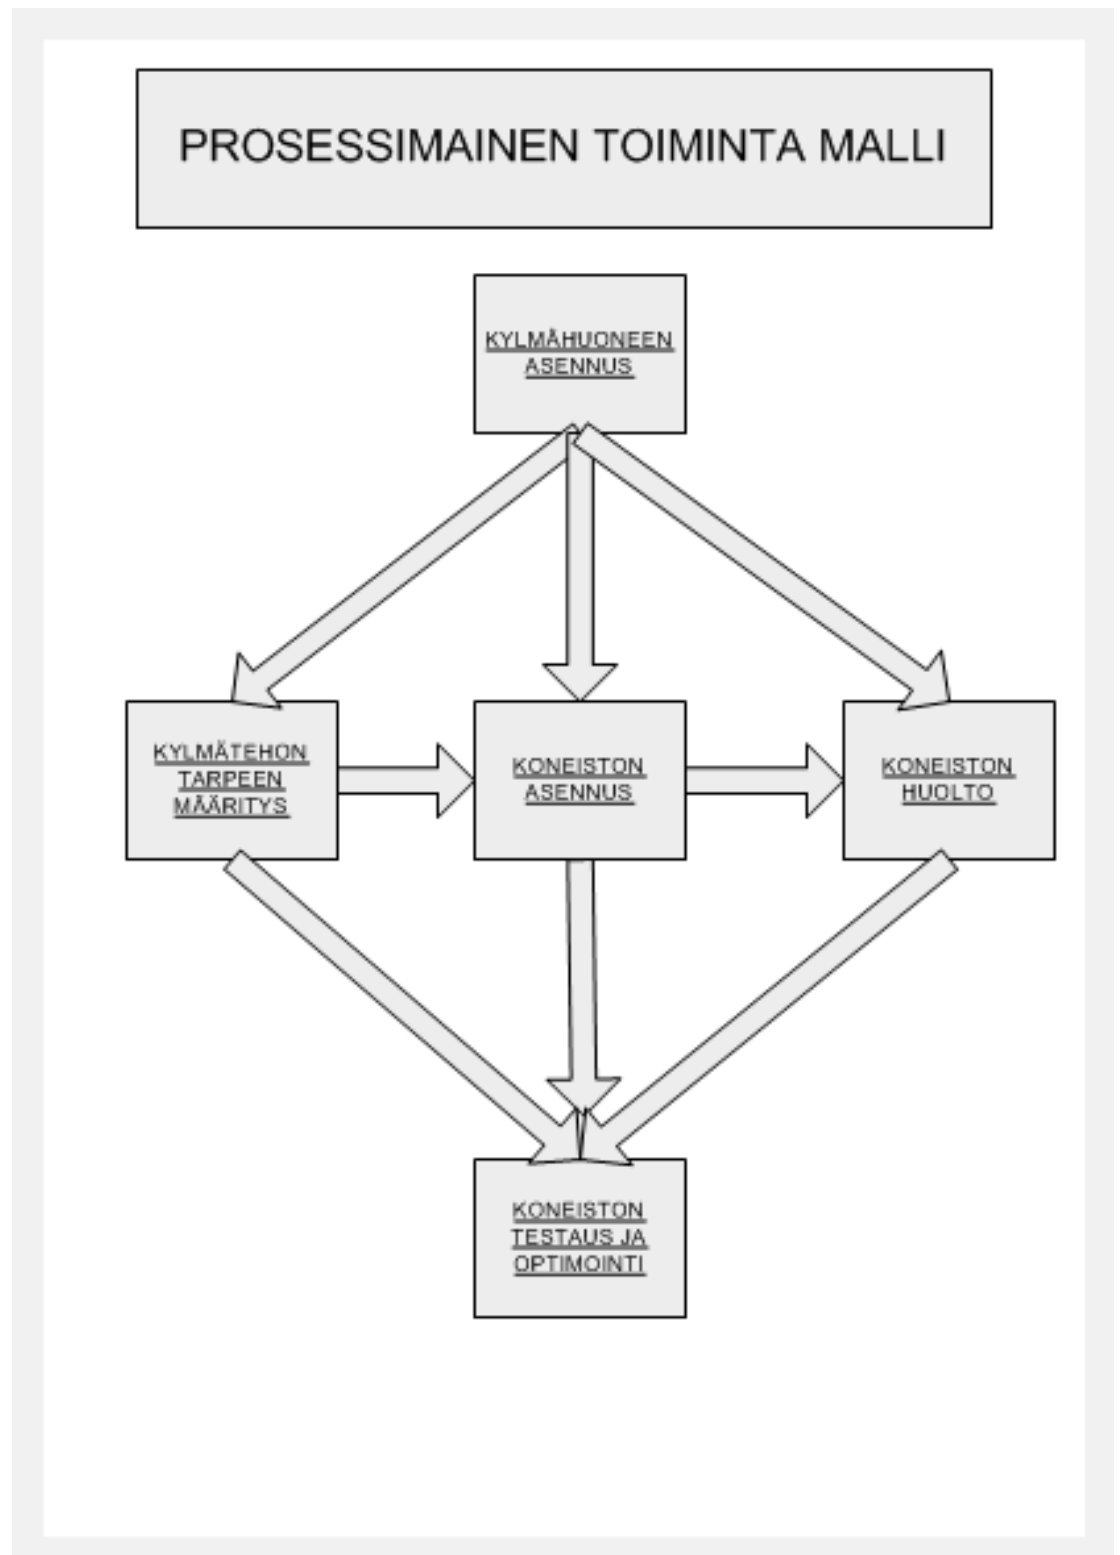 PROSESSIMAINEN TOIMINTA MALLI
KYLMÄHUONEEN
ASENNUS
KYLMÄTEHON
TARPEEN
MÄÄRITYS
KONEISTON
ASENNUS
KONEISTON
HUOLTO
KONEISTON
TESTAUS JA
OPTIMOINTI